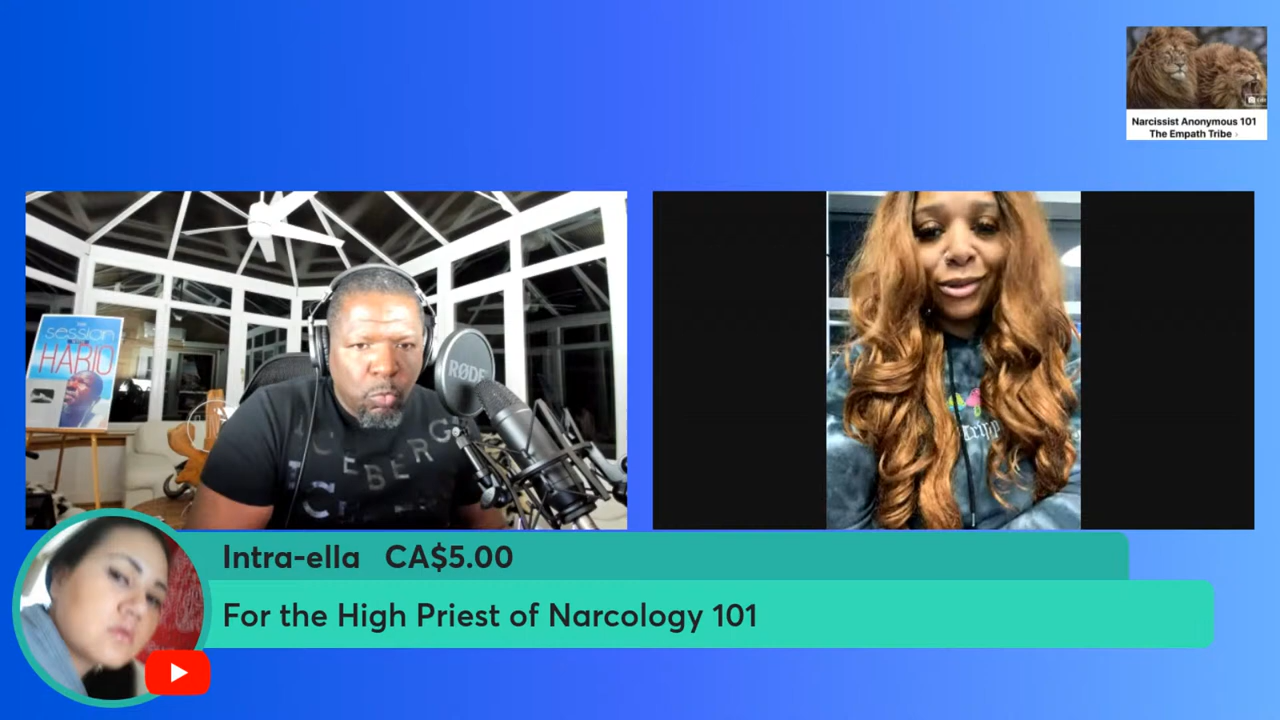 Narcissist Anonymous 101
The Empath Tribe ›
session
HABIO
RØDE
ICEBERG
Intra-ella CA$5.00
For the High Priest of Narcology 101